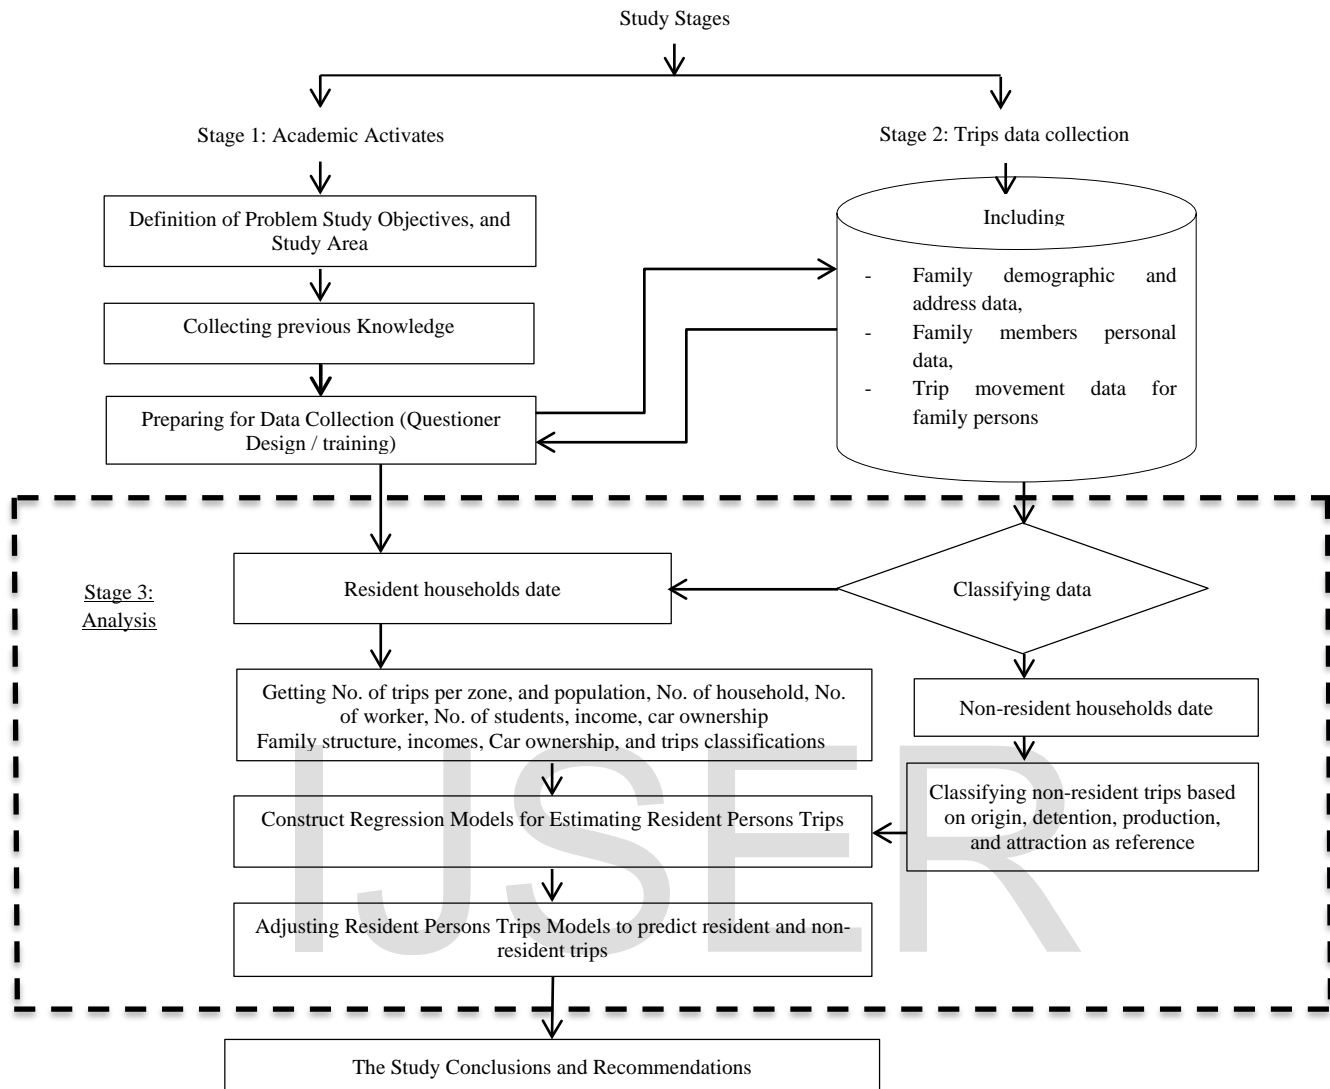 Study Stages
Stage 1: Academic Activates
Stage 2: Trips data collection
Definition of Problem Study Objectives, and
Study Area
Collecting previous Knowledge
Preparing for Data Collection (Questioner
Design / training)
Including
- Family demographic and
address data,
- Family members personal
data,
- Trip movement data for
family persons
Stage 3:
Analysis
Resident households date
Classifying data
Getting No. of trips per zone, and population, No. of household, No.
of worker, No. of students, income, car ownership
Family structure, incomes, Car ownership, and trips classifications
Non-resident households date
Classifying non-resident trips based
on origin, detention, production,
and attraction as reference
Construct Regression Models for Estimating Resident Persons Trips
Adjusting Resident Persons Trips Models to predict resident and non-
resident trips
The Study Conclusions and Recommendations
IJSER